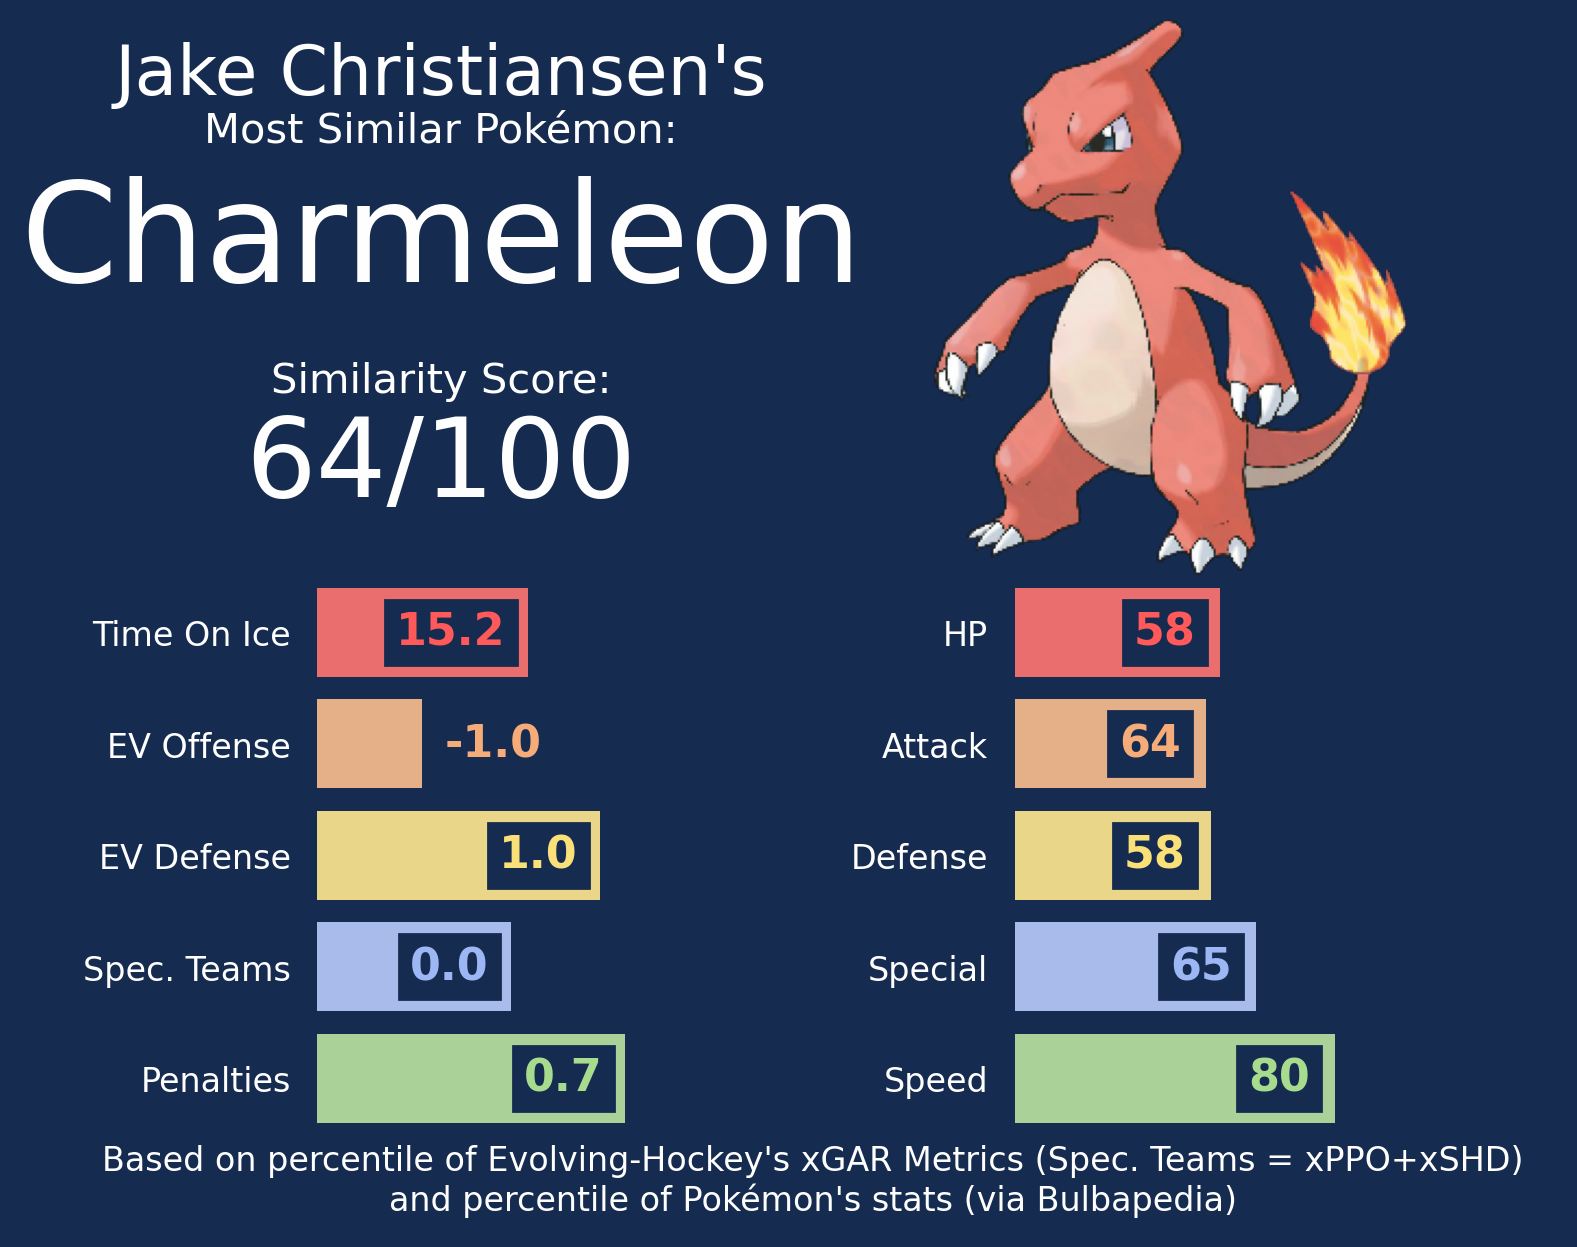 Jake Christiansen's
Most Similar Pokémon:
Charmeleon
Similarity Score:
64/100
Time On Ice 15.2
EV Offense -1.0
EV Defense 1.0
Spec. Teams 0.0
Penalties 0.7
HP 58
Attack 64
Defense 58
Special 65
Speed 80
Based on percentile of Evolving-Hockey's xGAR Metrics (Spec. Teams = xPPO+xSHD)
and percentile of Pokémon's stats (via Bulbapedia)